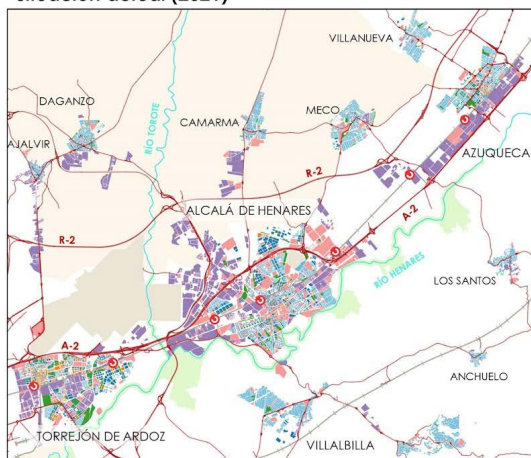 VILLANUEVA
DAGANZO
CAMARMA
MECO
AJALVIR
RÍO TOROTE
AZUQUECA
R-2
ALCALÁ DE HENARES
R-2
A-2
RÍO HENARES
LOS SANTOS
A-2
ANCHUELO
TORREJÓN DE ARDOZ
VILLALBILLA